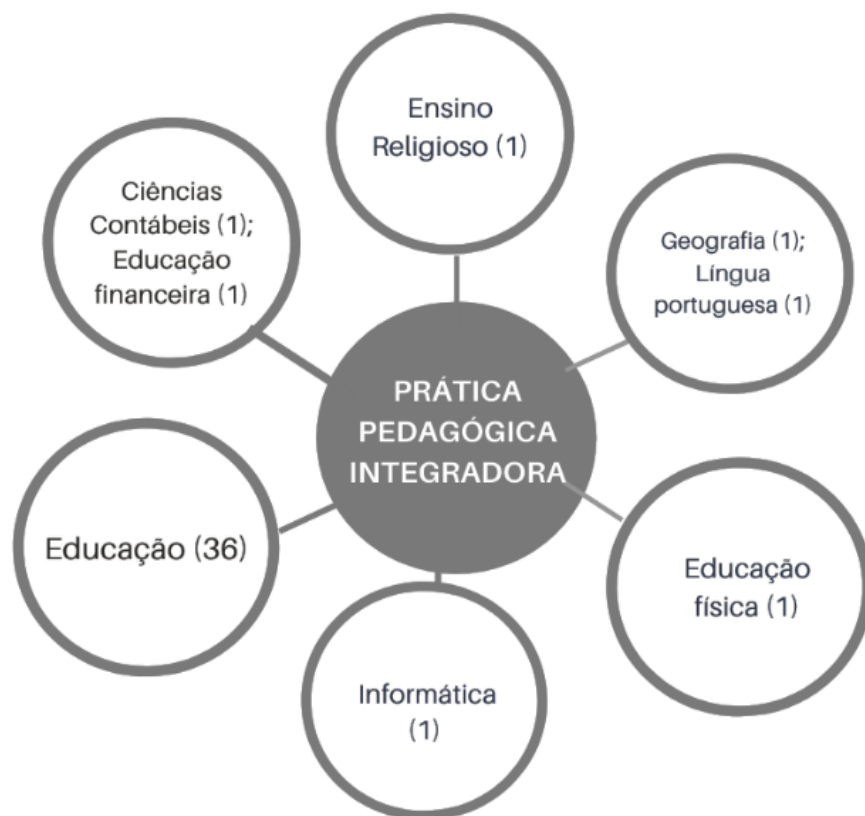 Ensino
Religioso (1)
Ciências
Contábeis (1);
Educação
financeira (1)
Geografia (1);
Língua
portuguesa (1)
PRÁTICA
PEDAGÓGICA
INTEGRADORA
Educação (36)
Educação
física (1)
Informática
(1)